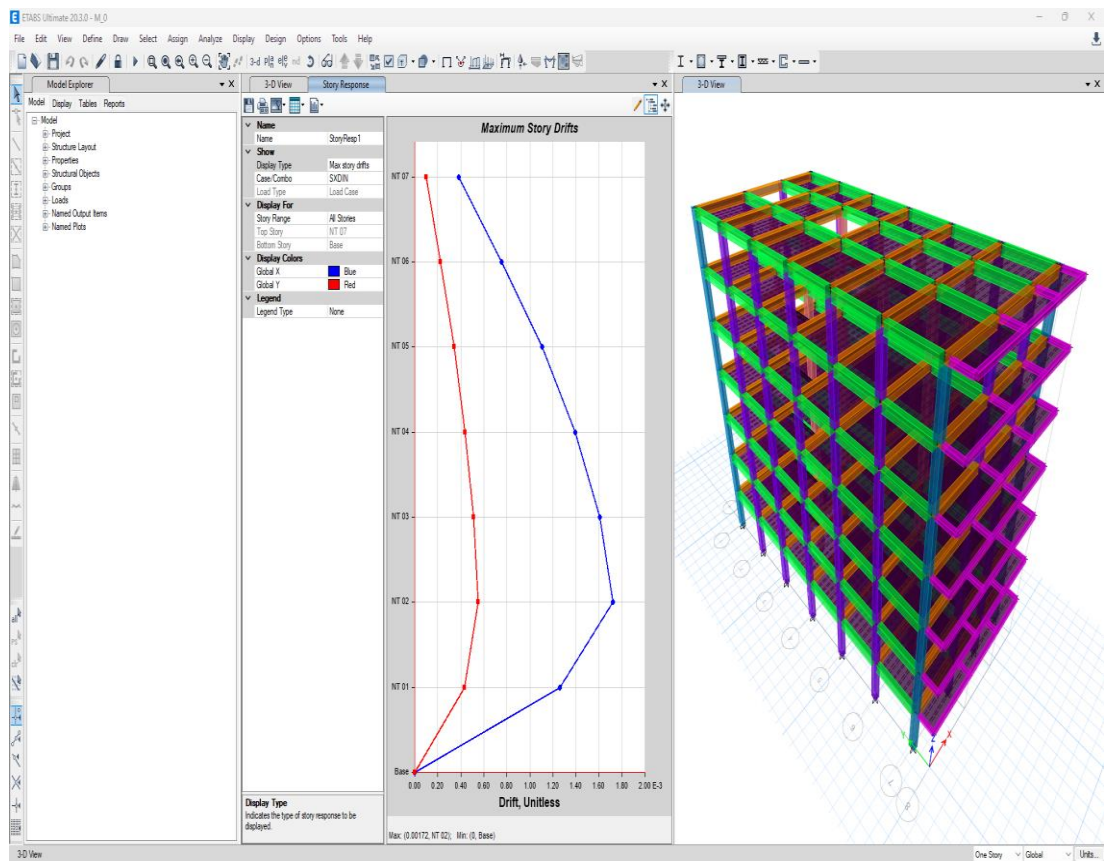 ETABS Ultimate 20.3.0 - M_0
File Edit View Define Draw Select Assign Analyze Display Design Options Tools Help
3-d
Model Explorer
Model Display Tables Reports
Model
Project
Structure Layout
Properties
Structural Objects
Groups
Loads
Named Output Items
Named Plots
3-D View
Story Response
Name
Name StoryResp1
Show
Display Type Max story drifts
Case/Combo SXDIN
Load Type Load Case
Display For
Story Range All Stories
Top Story NT 07
Bottom Story Base
Display Colors
Global X Blue
Global Y Red
Legend
Legend Type None
Display Type
Indicates the type of story response to be
displayed.
Maximum Story Drifts
NT 07
NT 06
NT 05
NT 04
NT 03
NT 02
NT 01
Base
0.00 0.20 0.40 0.60 0.80 1.00 1.20 1.40 1.60 1.80 2.00 E-3
Drift, Unitless
Max: (0.00172, NT 02); Min: (0, Base)
3-D View
Y Z X
3-D View
One Story Global Units...